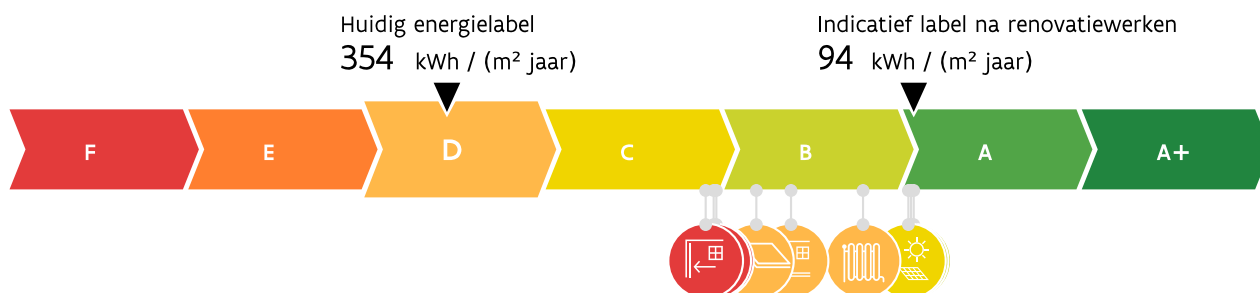 Huidig energielabel
354 kWh / (m² jaar)
Indicatief label na renovatiewerken
94 kWh / (m² jaar)
F E D C B A A+